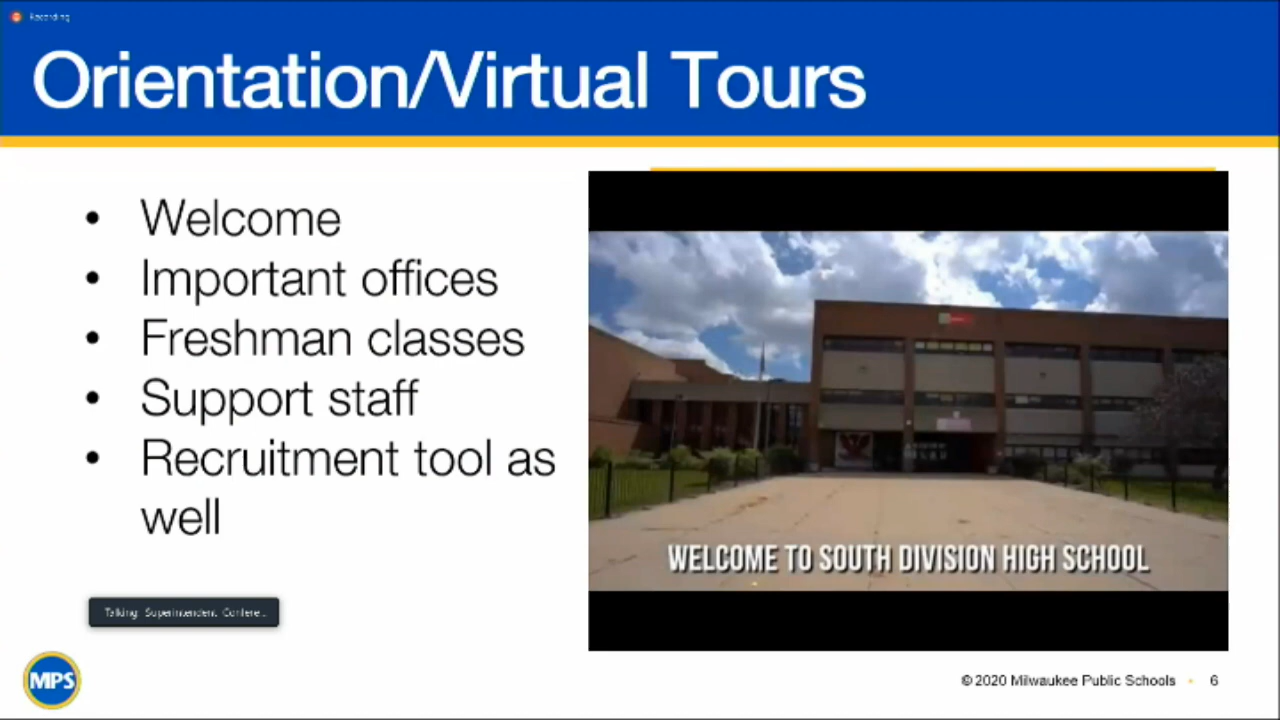 Recording
Orientation/Virtual Tours
• Welcome
• Important offices
• Freshman classes
• Support staff
• Recruitment tool as
well
WELCOME TO SOUTH DIVISION HIGH SCHOOL
Talking: Superintendent Confere...
MPS
© 2020 Milwaukee Public Schools • 6